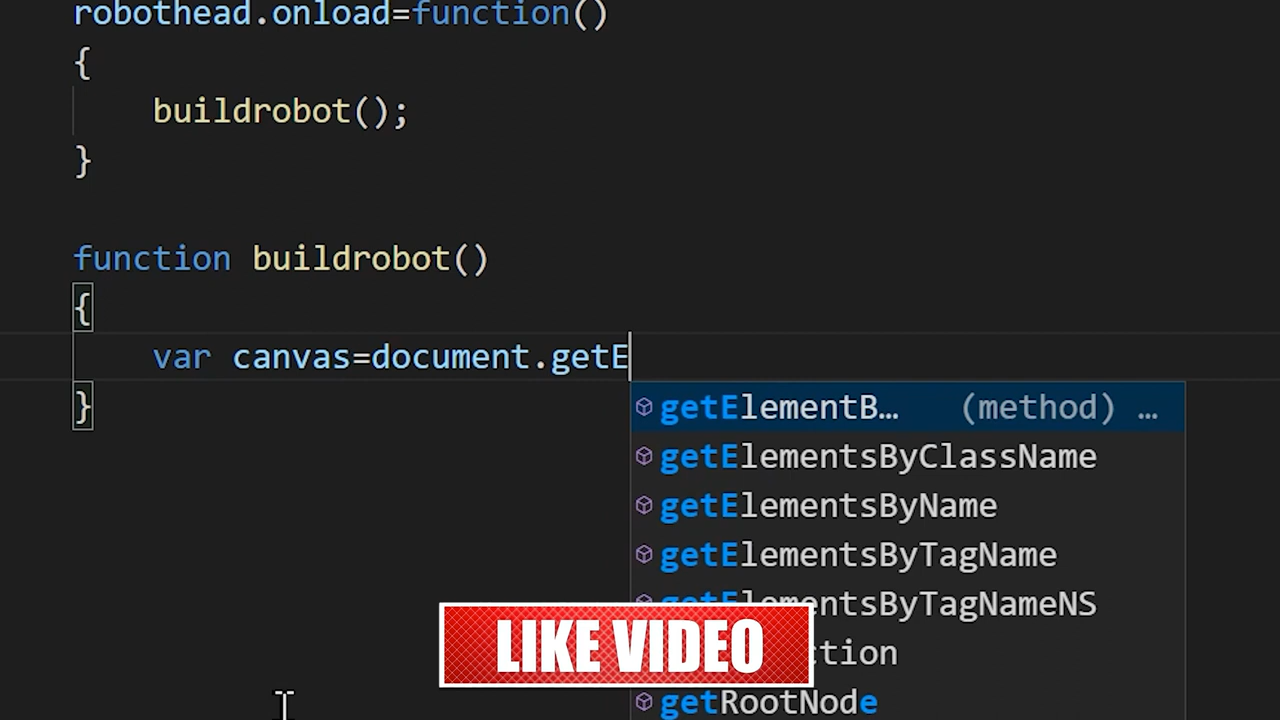 robothead.onload=function()
{
buildrobot();
}
function buildrobot()
{
var canvas=document.getE
}
getElementB… (method) …
getElementsByClassName
getElementsByName
getElementsByTagName
getElementsByTagNameNS
ction
getRootNode
LIKE VIDEO